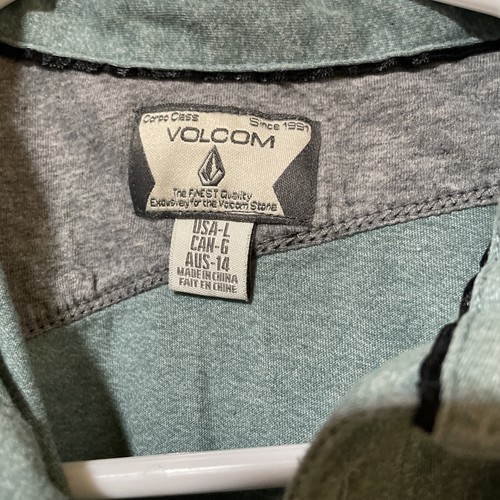 Corpo Class Since 1991
VOLCOM
The FINEST Quality
Exclusively for the Volcom Stone
USA-L
CAN-G
AUS-14
MADE IN CHINA
FAIT EN CHINE